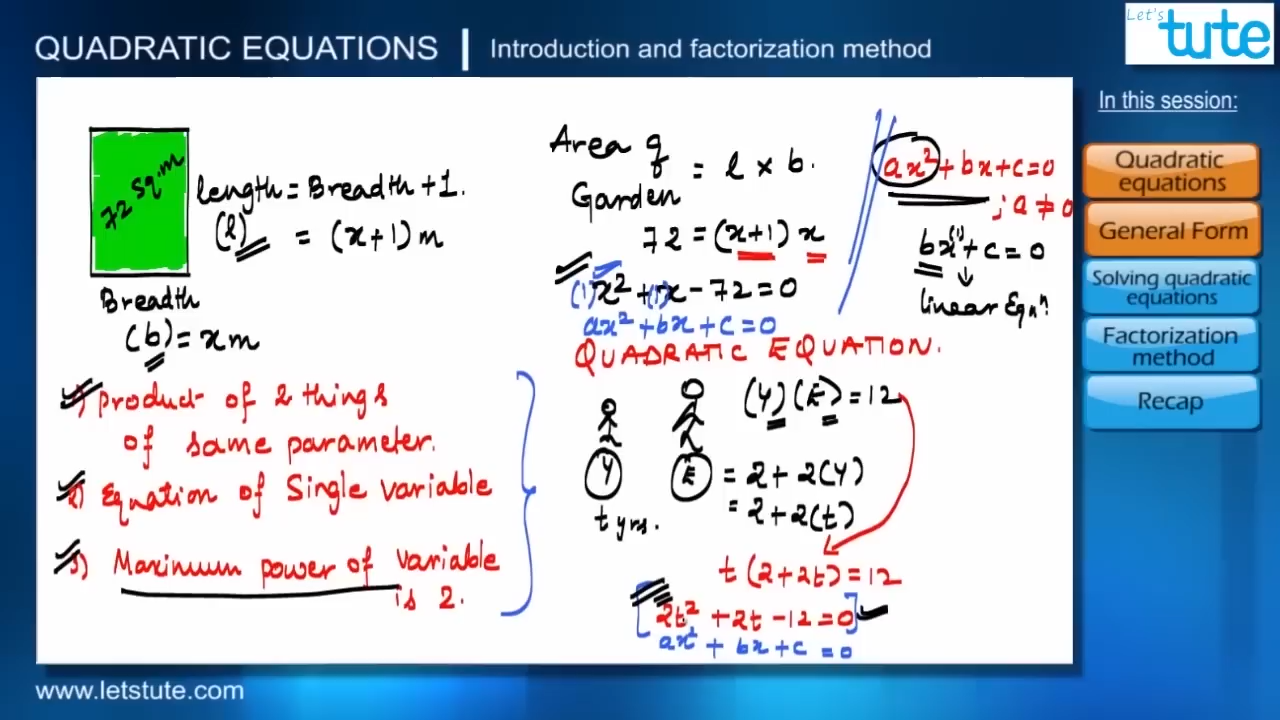 QUADRATIC EQUATIONS | Introduction and factorization method
Let's
tute
72 sq.m
length = Breadth + 1.
(l) = (x+1) m
Breadth
(b) = x m
Area of
Garden = l × b.
72 = (x+1) x
x² + x - 72 = 0
(1) (1)
ax² + bx + c = 0
QUADRATIC EQUATION.
ax² + bx + c = 0
; a ≠ 0
bx⁽¹⁾ + c = 0
linear Eqnⁿ.
1) product of 2 things
of same parameter.
2) Equation of Single variable
3) Maximum power of variable
is 2.
(Y) (E) = 12
Y
E = 2 + 2(Y)
= 2 + 2(t)
t yrs.
t (2 + 2t) = 12
[2t² + 2t - 12 = 0]
ax² + bx + c = 0
In this session:
Quadratic
equations
General Form
Solving quadratic
equations
Factorization
method
Recap
www.letstute.com